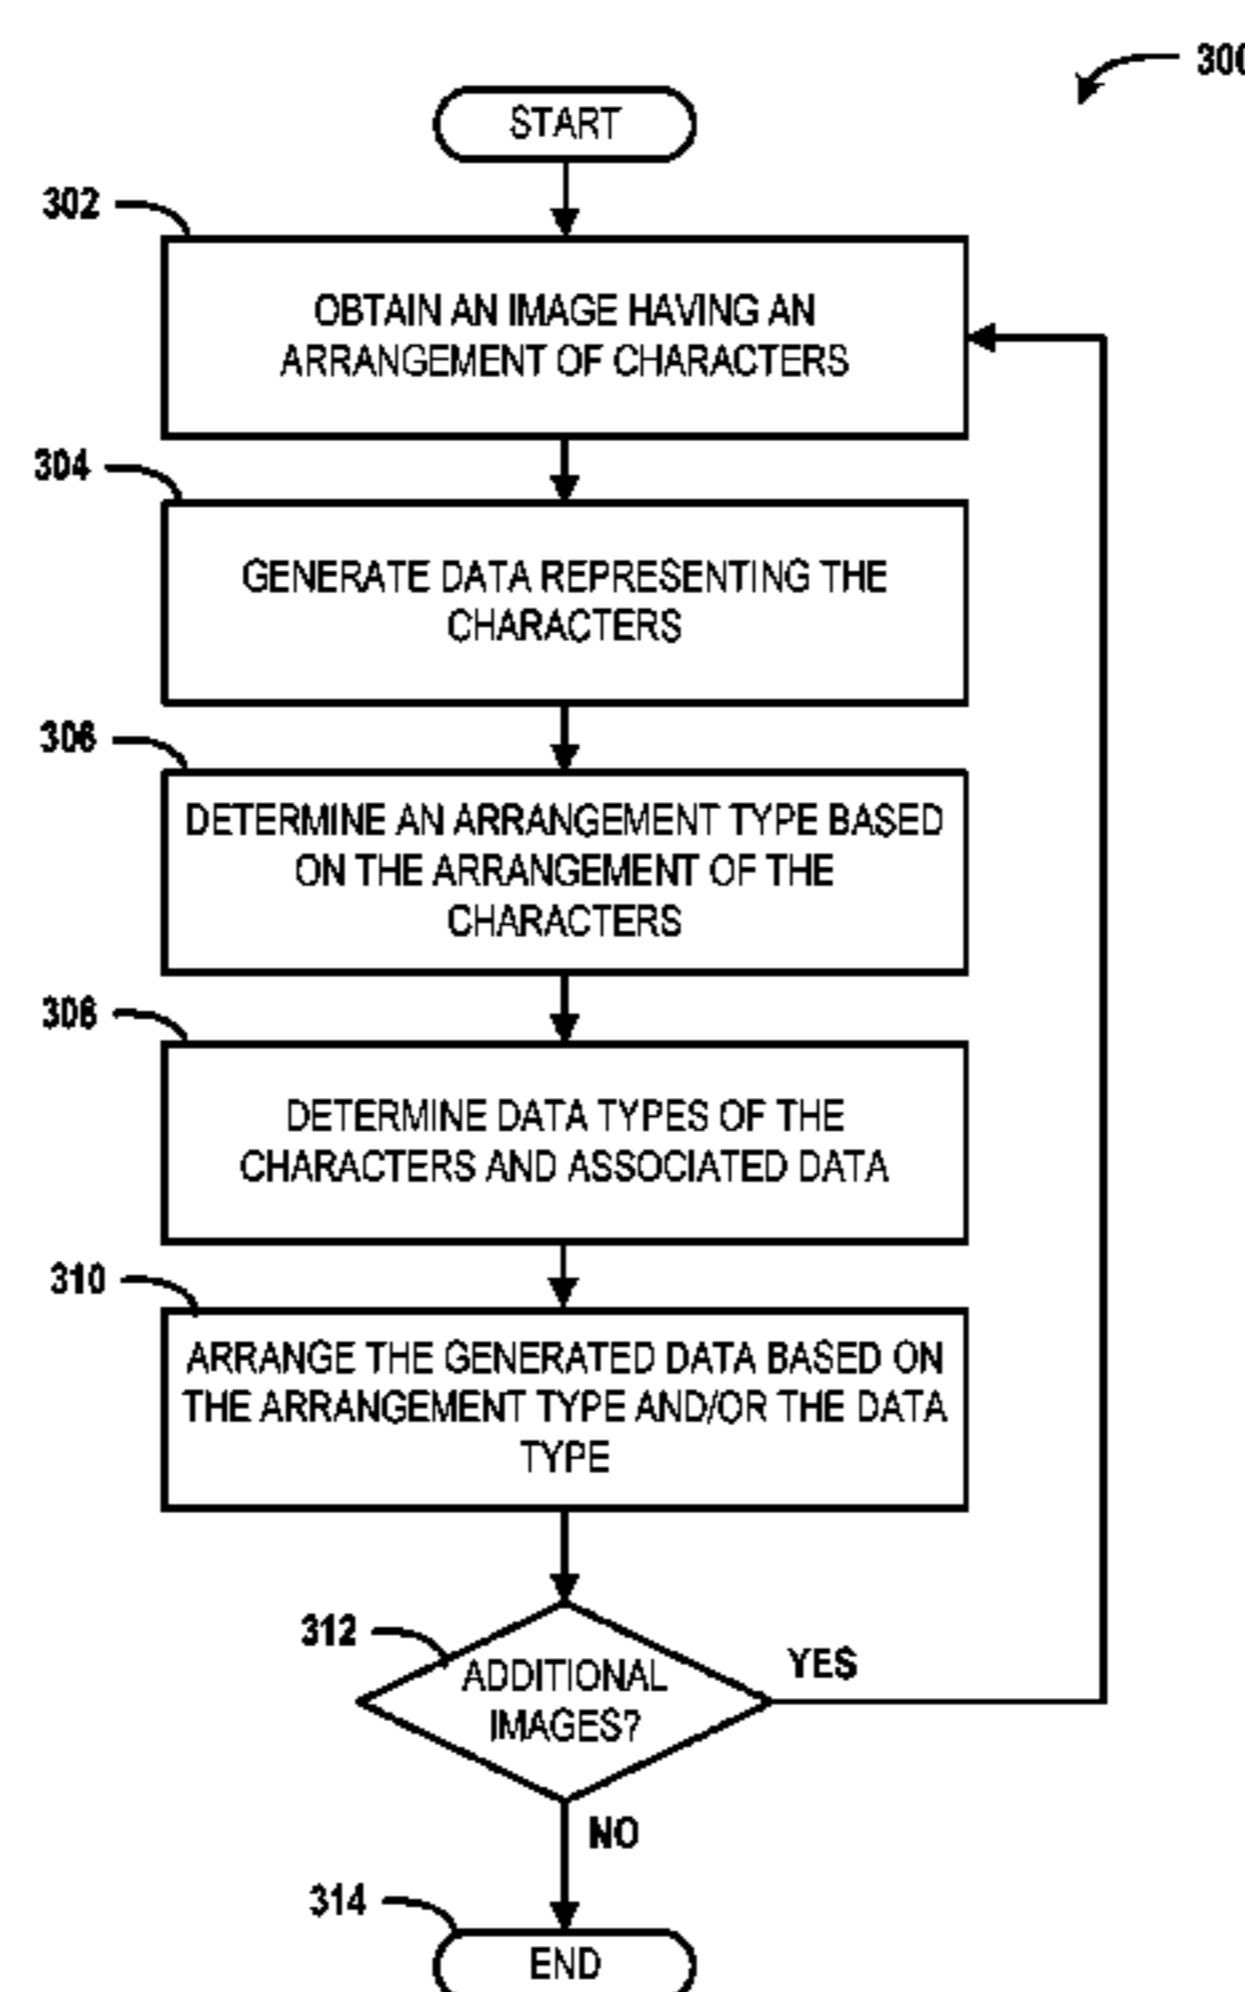 300
START
302
OBTAIN AN IMAGE HAVING AN
ARRANGEMENT OF CHARACTERS
304
GENERATE DATA REPRESENTING THE
CHARACTERS
306
DETERMINE AN ARRANGEMENT TYPE BASED
ON THE ARRANGEMENT OF THE
CHARACTERS
308
DETERMINE DATA TYPES OF THE
CHARACTERS AND ASSOCIATED DATA
310
ARRANGE THE GENERATED DATA BASED ON
THE ARRANGEMENT TYPE AND/OR THE DATA
TYPE
312
ADDITIONAL
IMAGES?
YES
NO
314
END